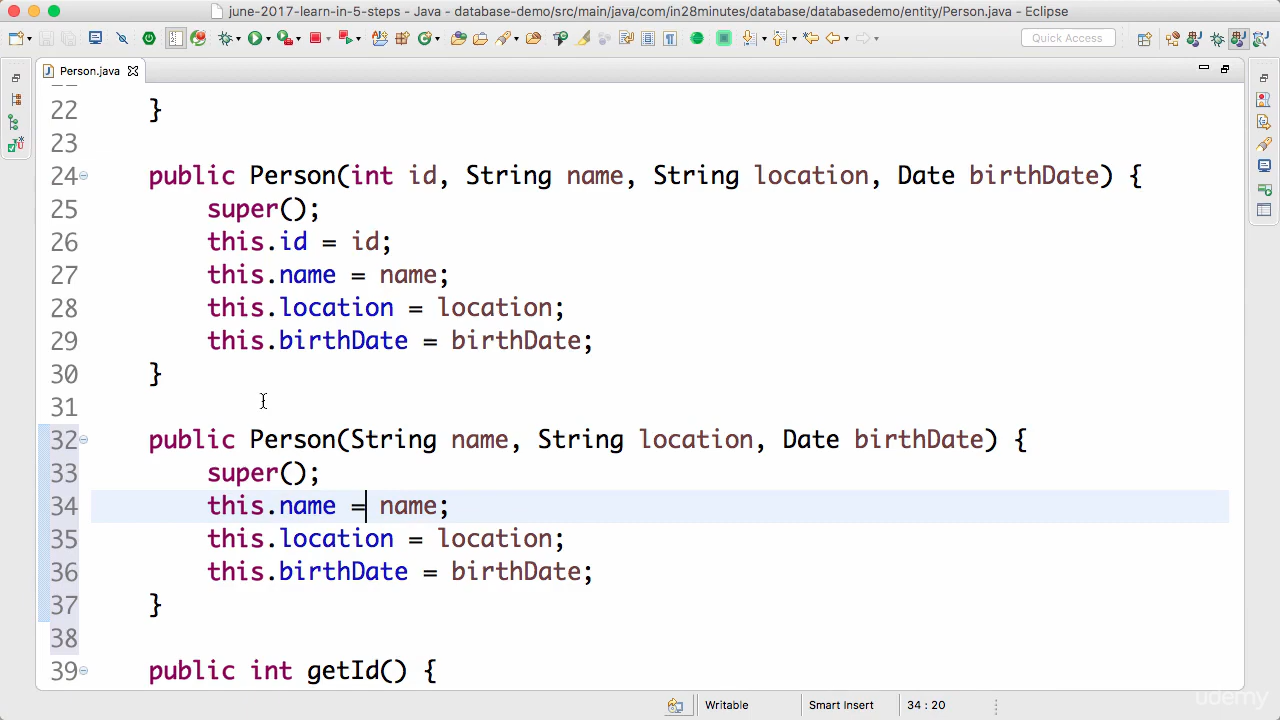 june-2017-learn-in-5-steps - Java - database-demo/src/main/java/com/in28minutes/database/databasedemo/entity/Person.java - Eclipse
Quick Access
Person.java
22 }
23
24 public Person(int id, String name, String location, Date birthDate) {
25 super();
26 this.id = id;
27 this.name = name;
28 this.location = location;
29 this.birthDate = birthDate;
30 }
31
32 public Person(String name, String location, Date birthDate) {
33 super();
34 this.name = name;
35 this.location = location;
36 this.birthDate = birthDate;
37 }
38
39 public int getId() {
Writable Smart Insert 34 : 20
udemy